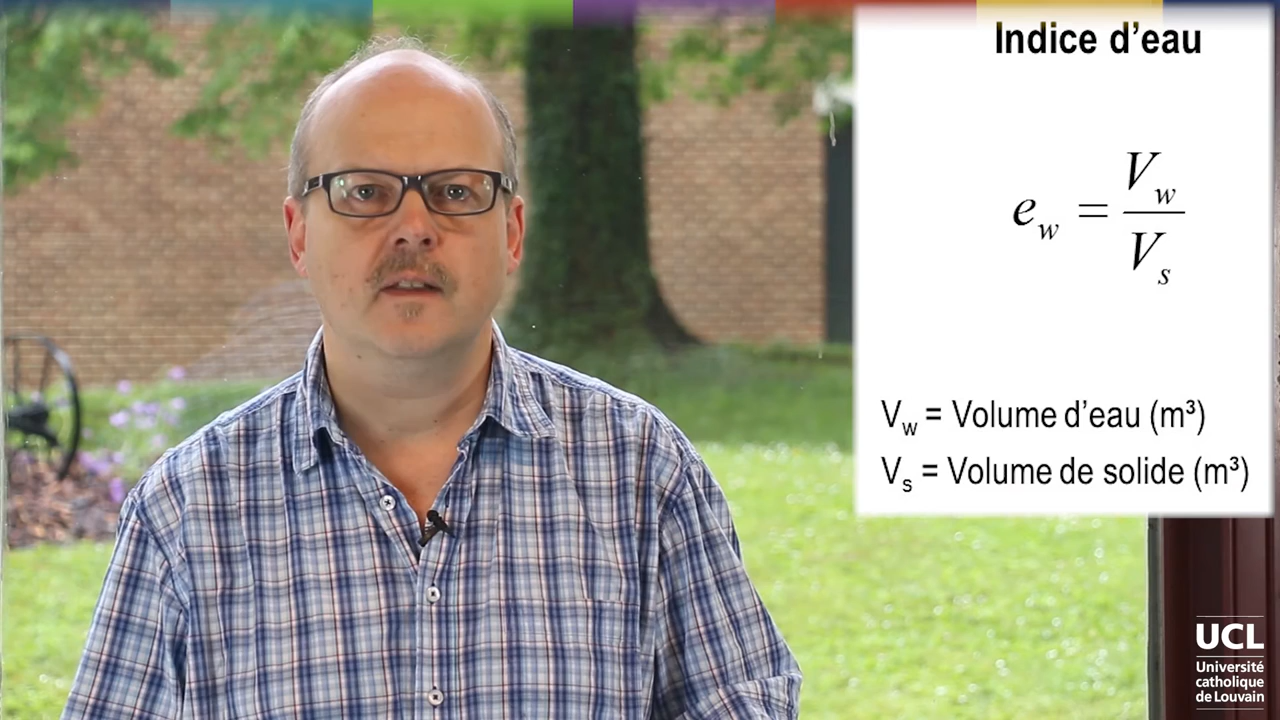 Indice d'eau
e_w = V_w / V_s
V_w = Volume d'eau (m³)
V_s = Volume de solide (m³)
UCL
Université
catholique
de Louvain